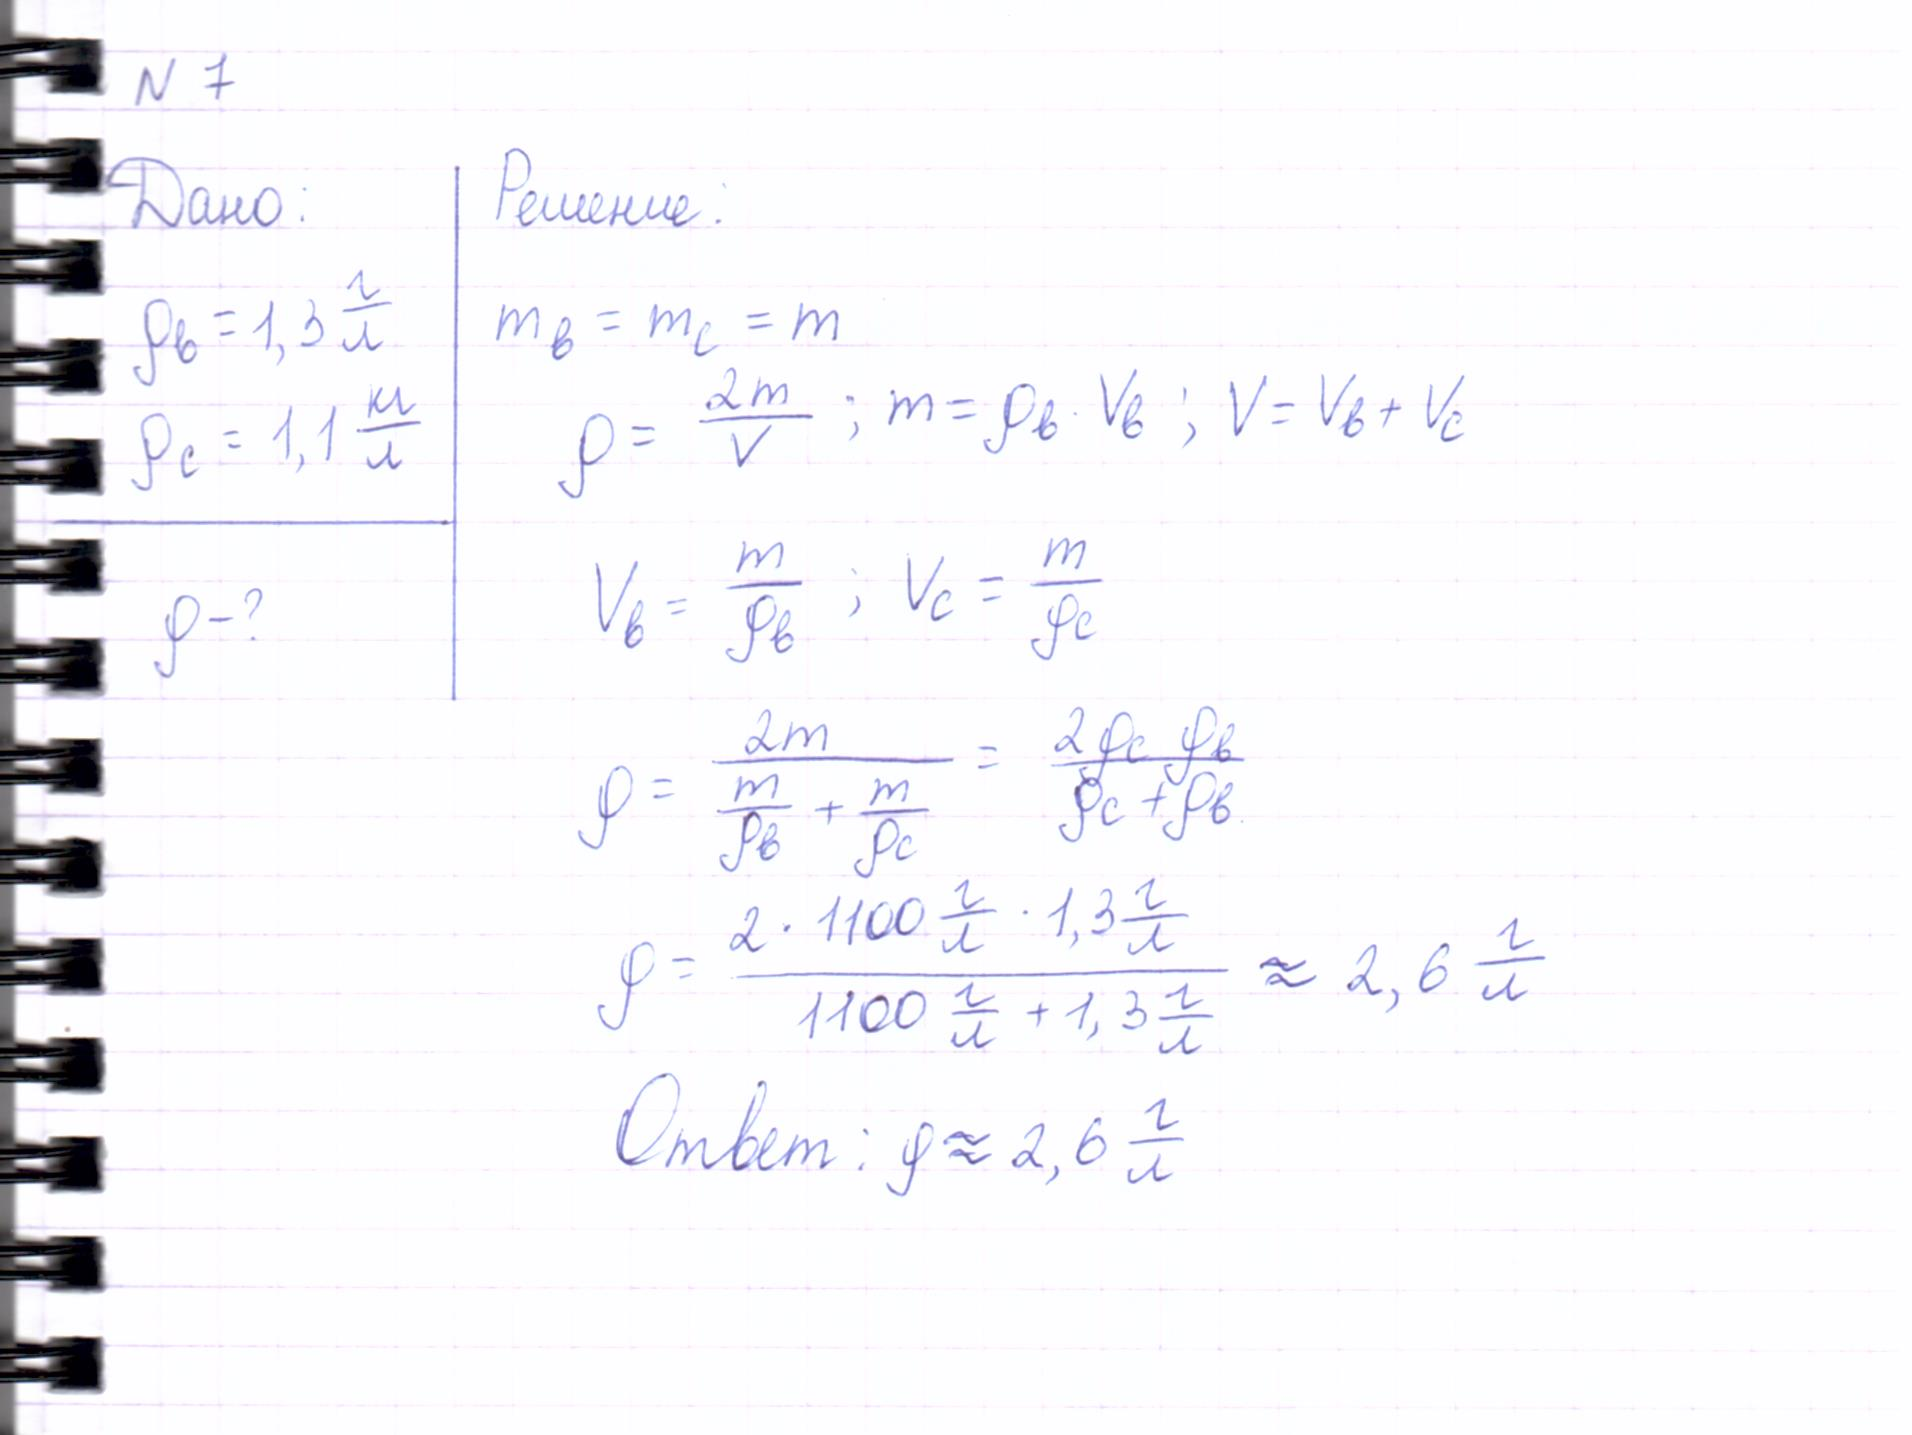 N 7
Дано:
ρв = 1,3 г/л
ρс = 1,1 кг/л
ρ - ?
Решение:
mв = mс = m
ρ = 2m/V ; m = ρв · Vв ; V = Vв + Vс
Vв = m/ρв ; Vс = m/ρс
ρ = 2m/(m/ρв + m/ρс) = 2ρс ρв/(ρс + ρв)
ρ = (2 · 1100 г/л · 1,3 г/л)/(1100 г/л + 1,3 г/л) ≈ 2,6 г/л
Ответ: ρ ≈ 2,6 г/л